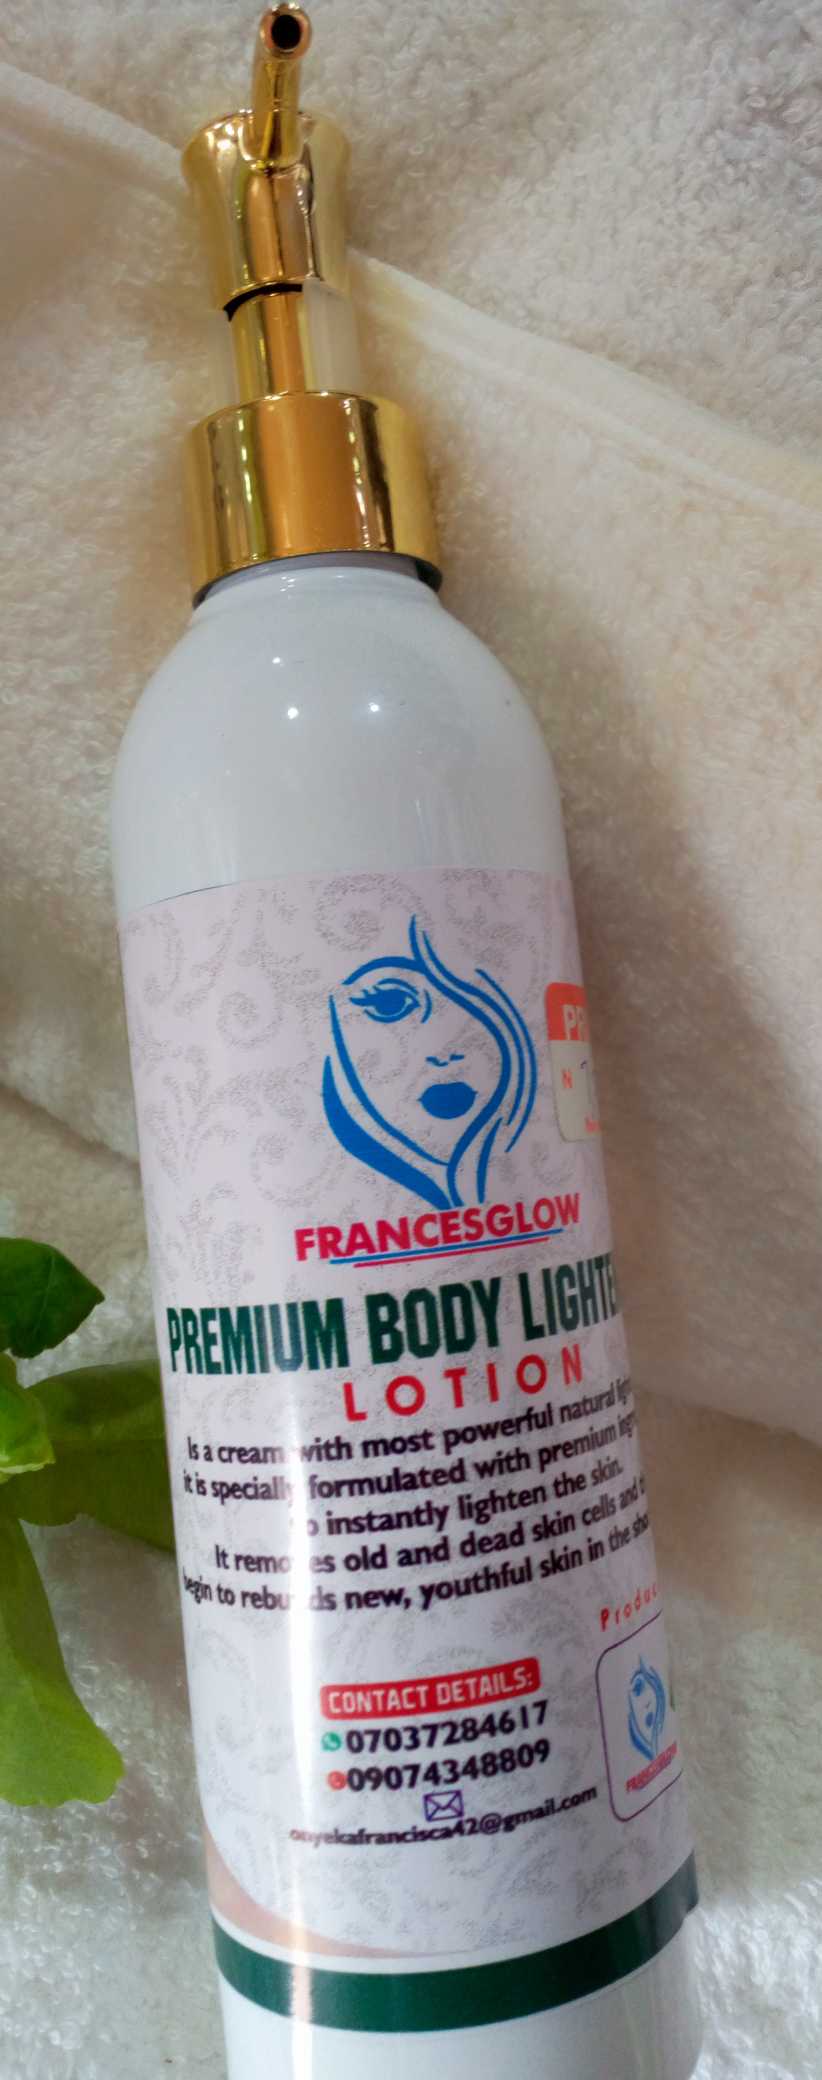 FRANCESGLOW
PREMIUM BODY
LOTION
Is a cream with most powerful natural
it is specially formulated with premium
instantly lighten the skin.
It removes old and dead skin cells and
begin to rebuilds new, youthful skin in the
CONTACT DETAILS:
07037284617
09074348809
onyekafrancisca42@gmail.com
FRANCESGLOW